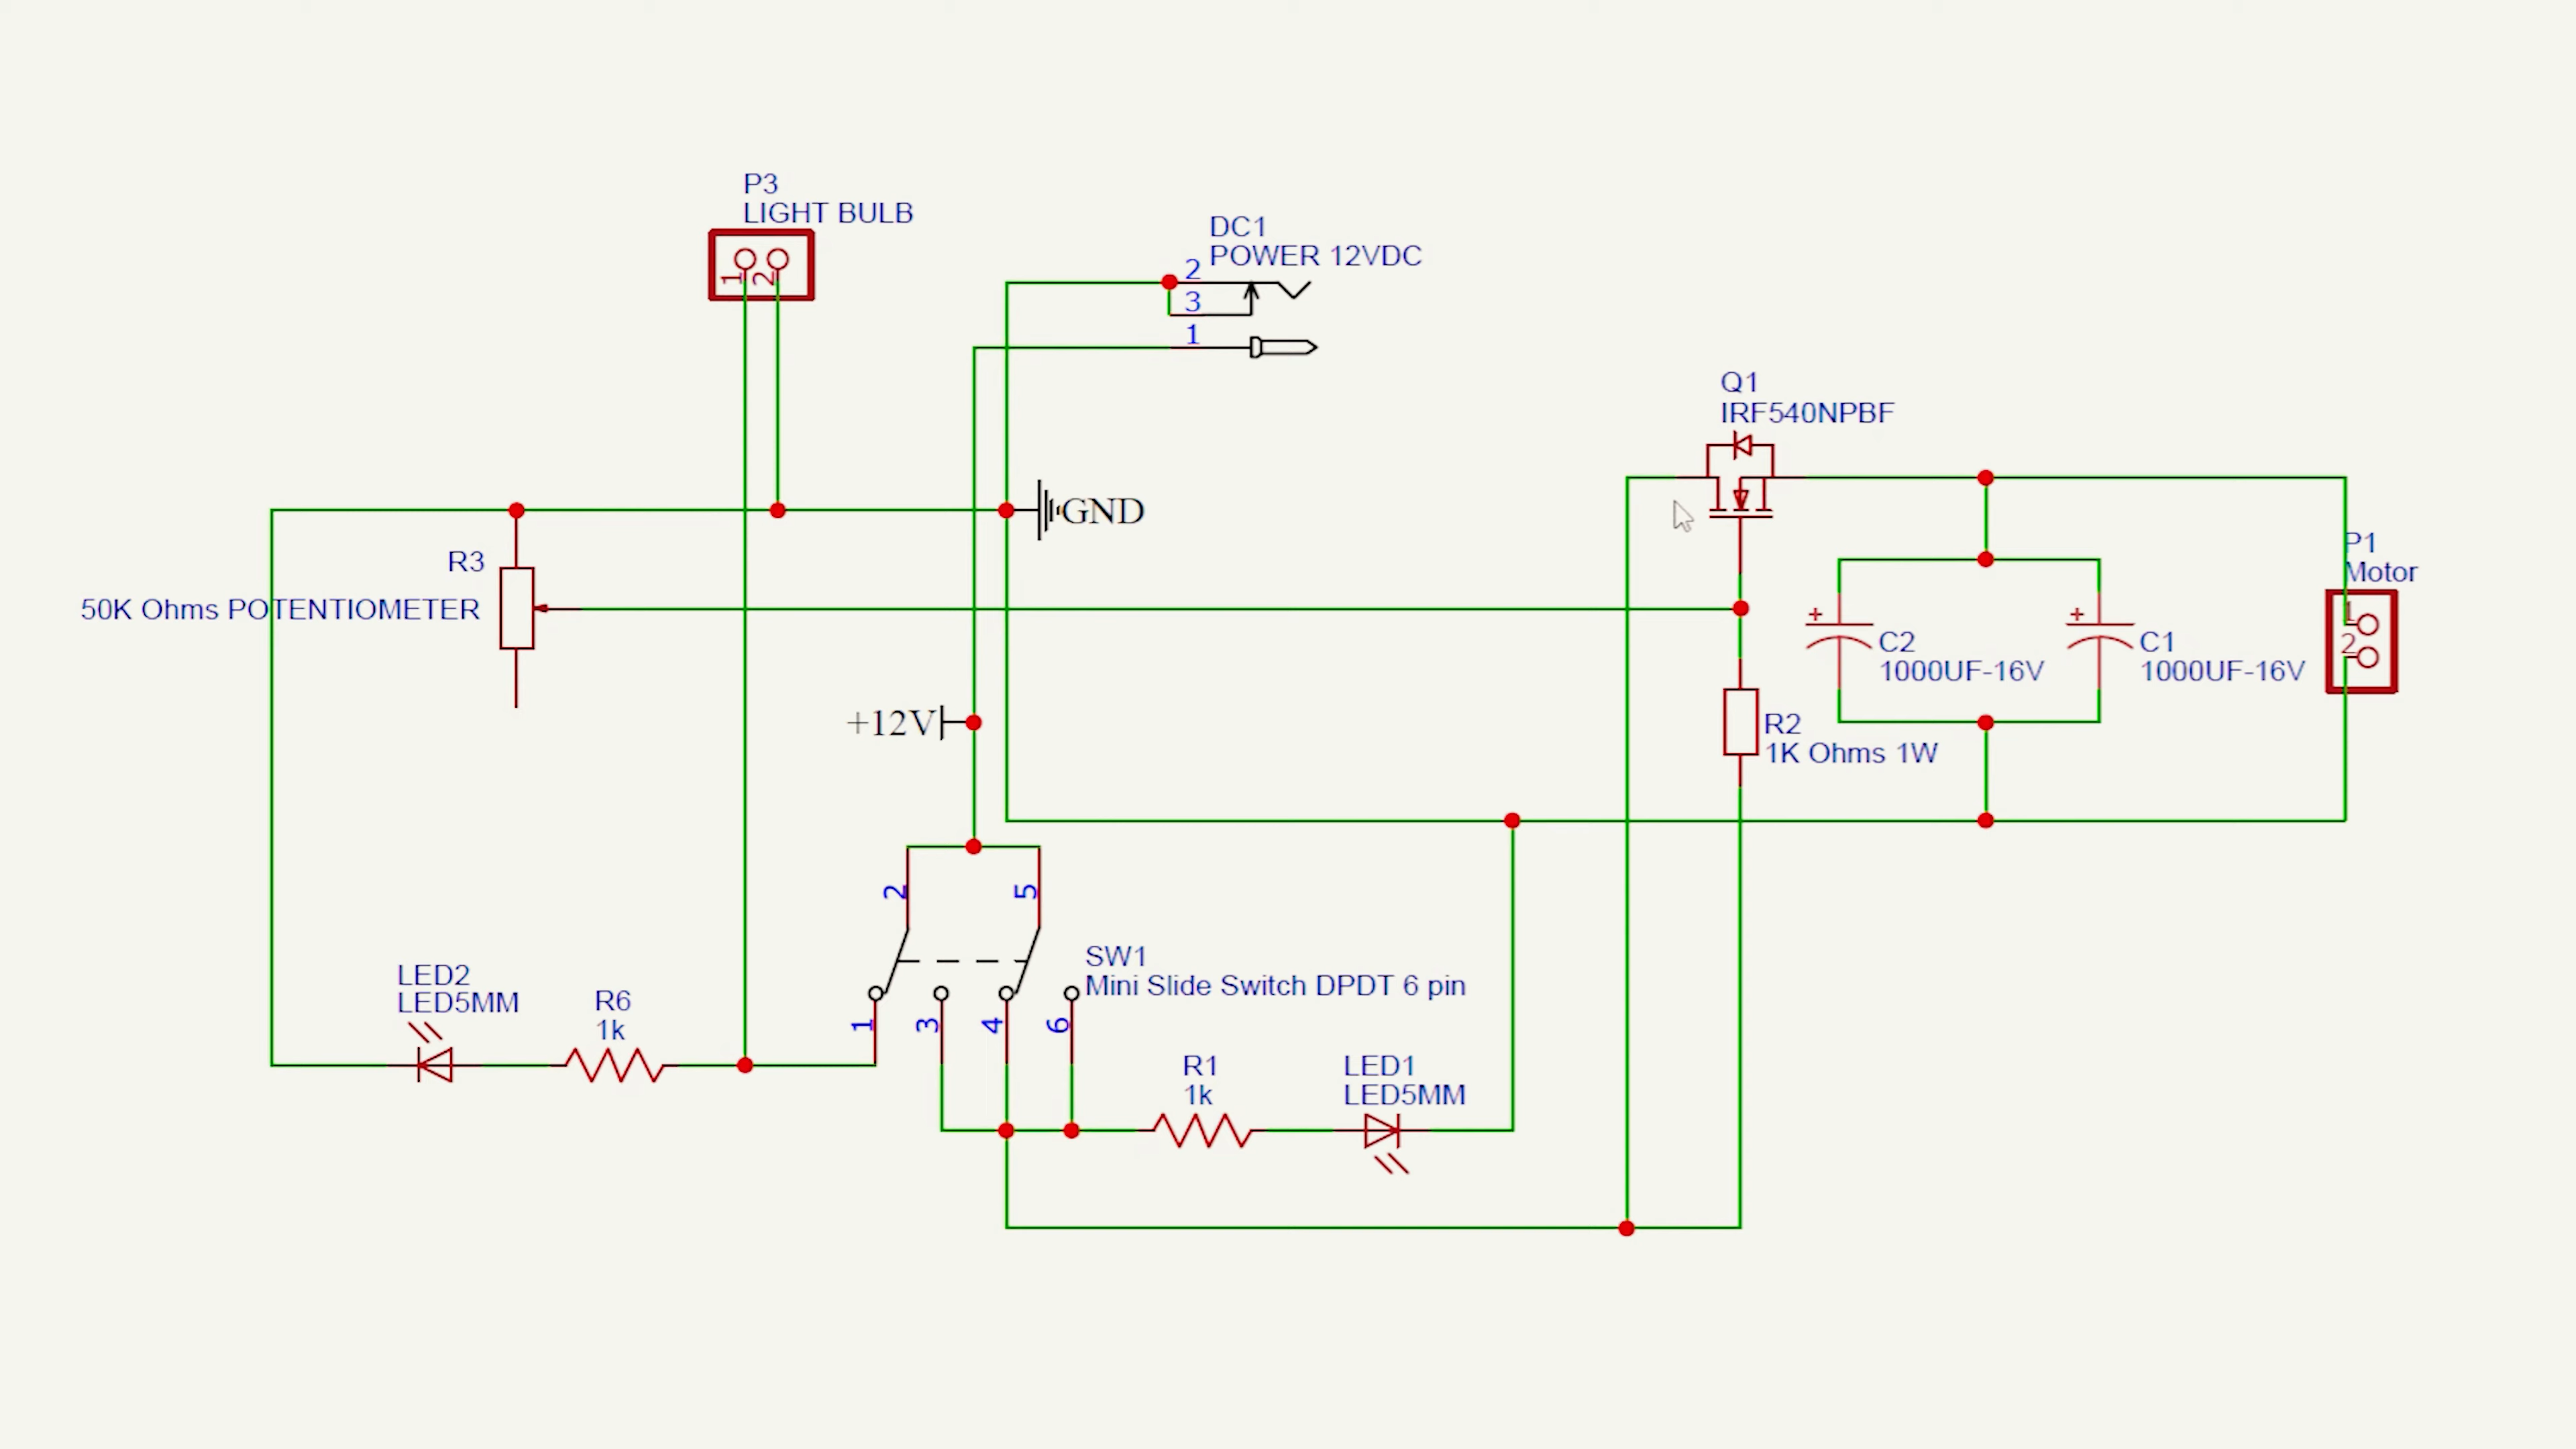 P3
LIGHT BULB
1
2
DC1
POWER 12VDC
2
3
1
Q1
IRF540NPBF
GND
R3
50K Ohms POTENTIOMETER
P1
Motor
1
2
C2
1000UF-16V
C1
1000UF-16V
+12V
R2
1K Ohms 1W
2
5
SW1
Mini Slide Switch DPDT 6 pin
LED2
LED5MM
R6
1k
1
3
4
6
R1
1k
LED1
LED5MM